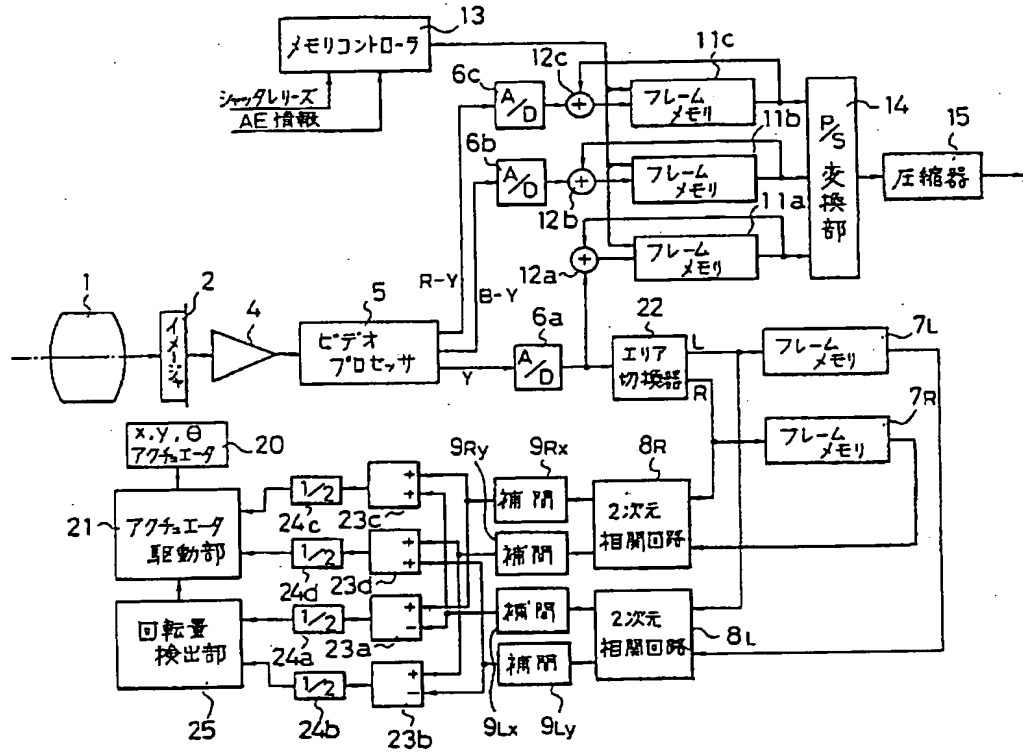 13
メモリコントローラ
シャッタレリーズ
AE情報
6c
A/D
12c
11c
フレーム
メモリ
14
P/S変換部
15
圧縮器
6b
A/D
12b
11b
フレーム
メモリ
11a
フレーム
メモリ
12a
R-Y
B-Y
Y
1
2
イメージャ
4
5
ビデオ
プロセッサ
6a
A/D
22
エリア
切換器
L
R
7L
フレーム
メモリ
7R
フレーム
メモリ
x, y, θ
アクチュエータ
20
21
アクチュエータ
駆動部
1/2
24c
23c
+
+
9Ry
9Rx
補間
8R
2次元
相関回路
1/2
24d
23d
+
+
補間
回転量
検出部
25
1/2
24a
23a
+
−
補間
2次元
相関回路
8L
1/2
24b
23b
+
−
補間
9Lx
9Ly